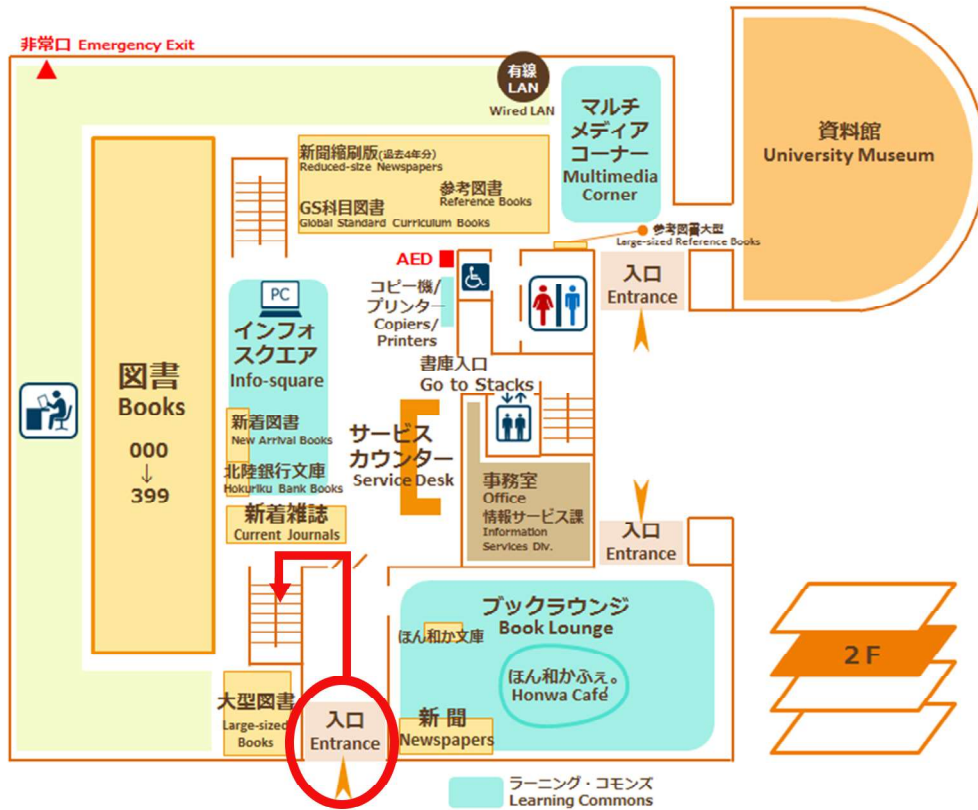 非常口 Emergency Exit
有線
LAN
Wired LAN
マルチ
メディア
コーナー
Multimedia
Corner
資料館
University Museum
新聞縮刷版(過去4年分)
Reduced-size Newspapers
参考図書
Reference Books
GS科目図書
Global Standard Curriculum Books
参考図書大型
Large-sized Reference Books
AED
コピー機/
プリンター
Copiers/
Printers
入口
Entrance
PC
インフォ
スクエア
Info-square
図書
Books
000
↓
399
書庫入口
Go to Stacks
新着図書
New Arrival Books
北陸銀行文庫
Hokuriku Bank Books
サービス
カウンター
Service Desk
事務室
Office
情報サービス課
Information
Services Div.
新着雑誌
Current Journals
入口
Entrance
ブックラウンジ
Book Lounge
ほん和か文庫
ほん和かふぇ。
Honwa Café
大型図書
Large-sized
Books
入口
Entrance
新聞
Newspapers
2F
ラーニング・コモンズ
Learning Commons